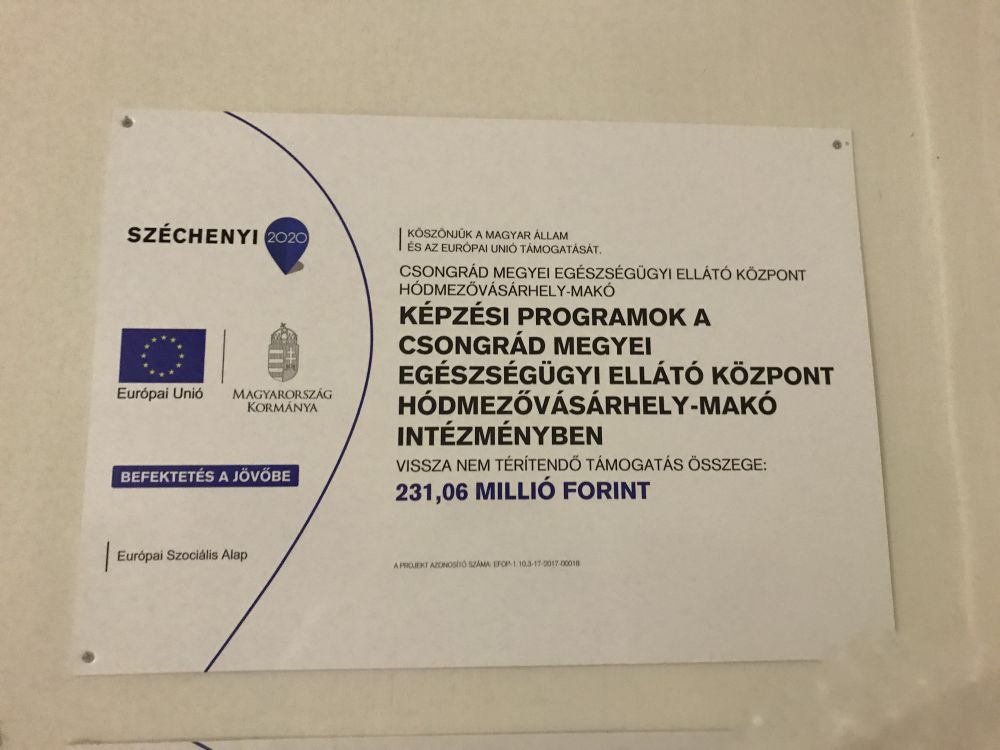 SZÉCHENYI 2020
Európai Unió
MAGYARORSZÁG
KORMÁNYA
BEFEKTETÉS A JÖVŐBE
Európai Szociális Alap
KÖSZÖNJÜK A MAGYAR ÁLLAM
ÉS AZ EURÓPAI UNIÓ TÁMOGATÁSÁT.
CSONGRÁD MEGYEI EGÉSZSÉGÜGYI ELLÁTÓ KÖZPONT
HÓDMEZŐVÁSÁRHELY-MAKÓ
KÉPZÉSI PROGRAMOK A
CSONGRÁD MEGYEI
EGÉSZSÉGÜGYI ELLÁTÓ KÖZPONT
HÓDMEZŐVÁSÁRHELY-MAKÓ
INTÉZMÉNYBEN
VISSZA NEM TÉRÍTENDŐ TÁMOGATÁS ÖSSZEGE:
231,06 MILLIÓ FORINT
A PROJEKT AZONOSÍTÓ SZÁMA: EFOP-1.10.3-17-2017-00018